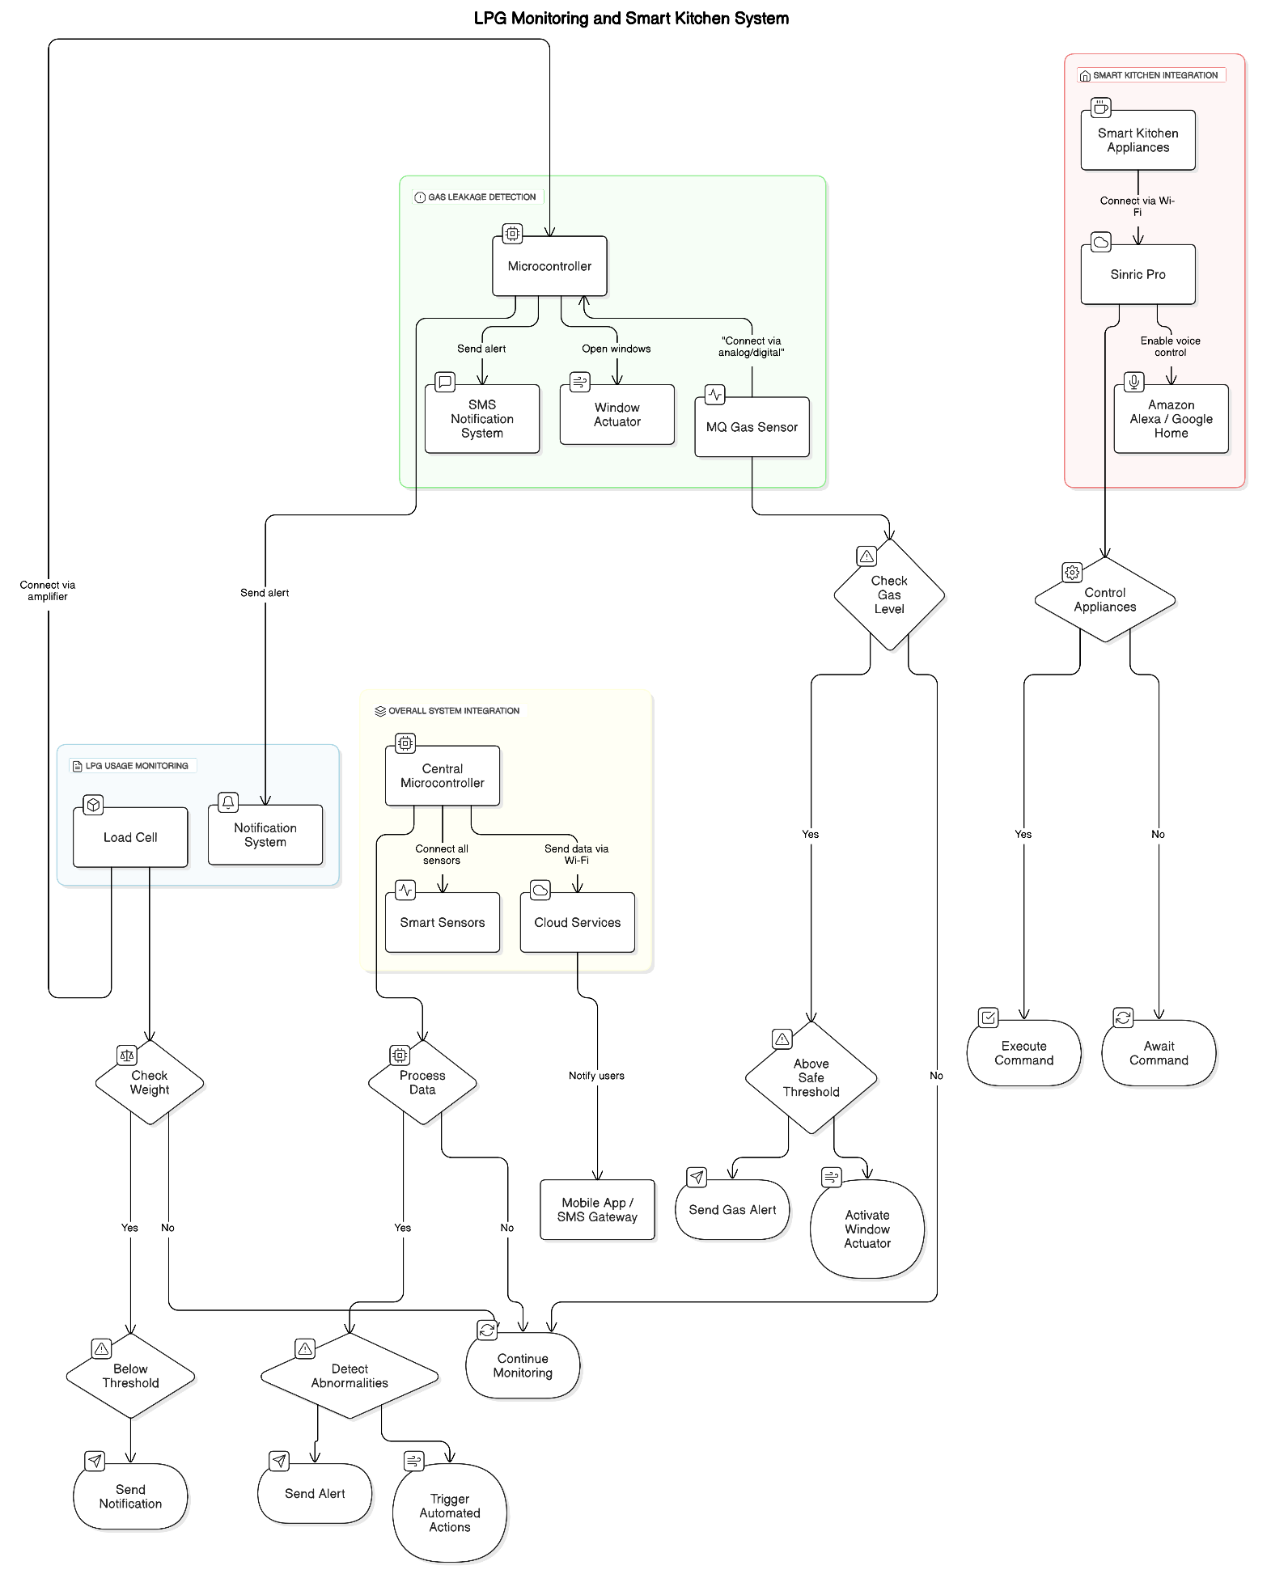 LPG Monitoring and Smart Kitchen System
SMART KITCHEN INTEGRATION
Smart Kitchen
Appliances
Connect via Wi-
Fi
Sinric Pro
Enable voice
control
Amazon
Alexa / Google
Home
GAS LEAKAGE DETECTION
Microcontroller
Send alert
Open windows
"Connect via
analog/digital"
SMS
Notification
System
Window
Actuator
MQ Gas Sensor
Connect via
amplifier
Send alert
Check
Gas
Level
Control
Appliances
OVERALL SYSTEM INTEGRATION
Central
Microcontroller
Connect all
sensors
Send data via
Wi-Fi
Smart Sensors
Cloud Services
LPG USAGE MONITORING
Load Cell
Notification
System
Yes
Yes
No
Execute
Command
Await
Command
Check
Weight
Process
Data
Notify users
Above
Safe
Threshold
No
Mobile App /
SMS Gateway
Send Gas Alert
Activate
Window
Actuator
Yes
No
Yes
No
Below
Threshold
Detect
Abnormalities
Continue
Monitoring
Send
Notification
Send Alert
Trigger
Automated
Actions